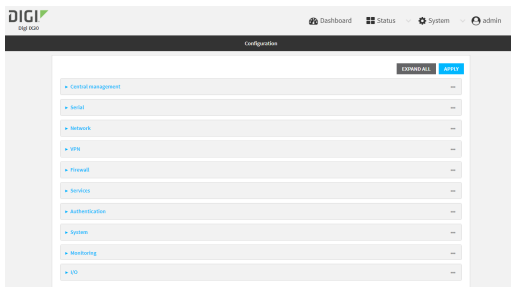 DIGI
Digi IX10
Dashboard
Status
System
admin
Configuration
EXPAND ALL
APPLY
Central management
Serial
Network
VPN
Firewall
Services
Authentication
System
Monitoring
I/O